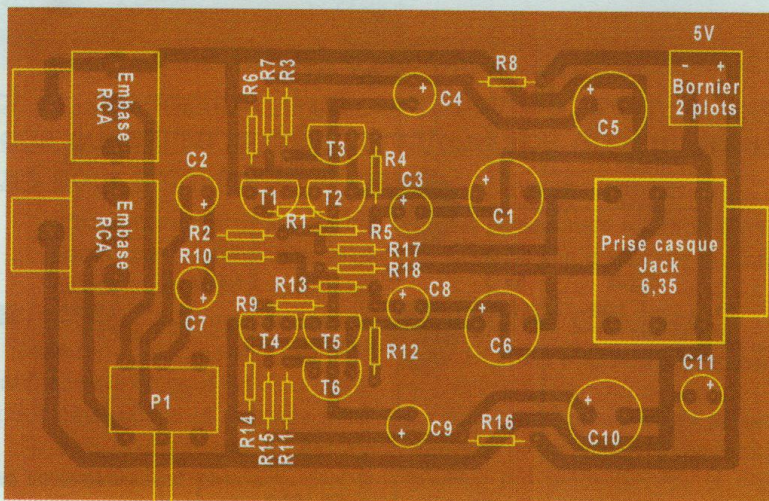 5V
- +
Bornier
2 plots
Embase
RCA
R6
R7
R3
R8
C4
C5
T3
R4
C2
T1
T2
C3
C1
Embase
RCA
R1
R2
R5
R17
R10
R18
R13
Prise casque
Jack
6,35
C7
R9
C8
T4
T5
R12
C6
T6
C11
P1
R14
R15
R11
C9
R16
C10